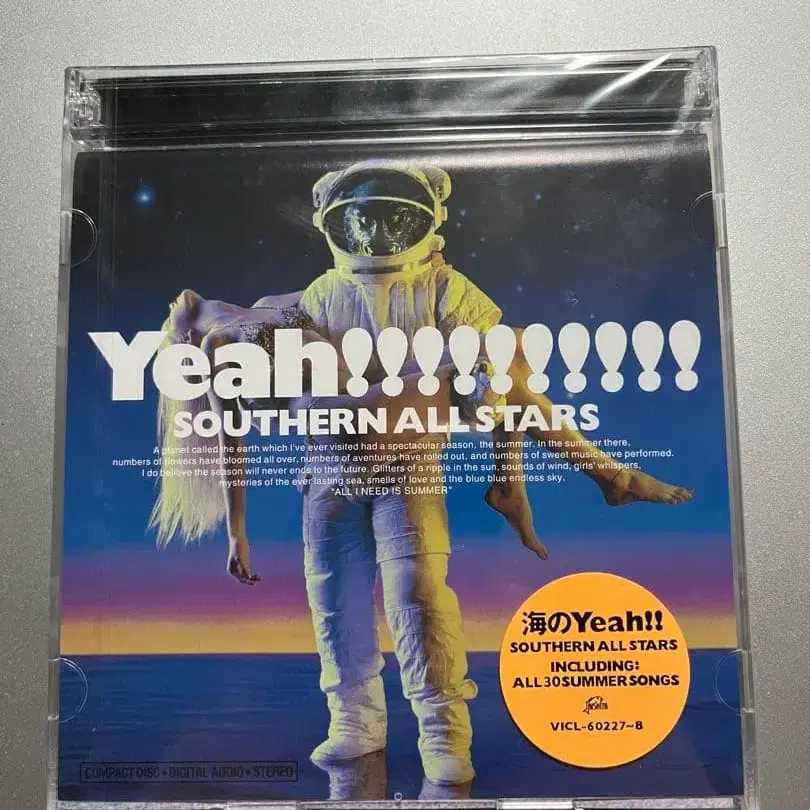 Yeah!!!!!!!!!!
SOUTHERN ALL STARS
A planet called the earth which I've ever visited had a spectacular season, the summer. In the summer there,
numbers of flowers have bloomed all over, numbers of aventures have rolled out, and numbers of sweet music have performed.
I do believe the season will never ends to the future. Glitters of a ripple in the sun, sounds of wind, girls' whispers,
mysteries of the ever lasting sea, smells of love and the blue blue endless sky.
"ALL I NEED IS SUMMER"
海のYeah!!
SOUTHERN ALL STARS
INCLUDING:
ALL 30 SUMMER SONGS
VICL-60227~8
COMPACT DISC • DIGITAL AUDIO • STEREO